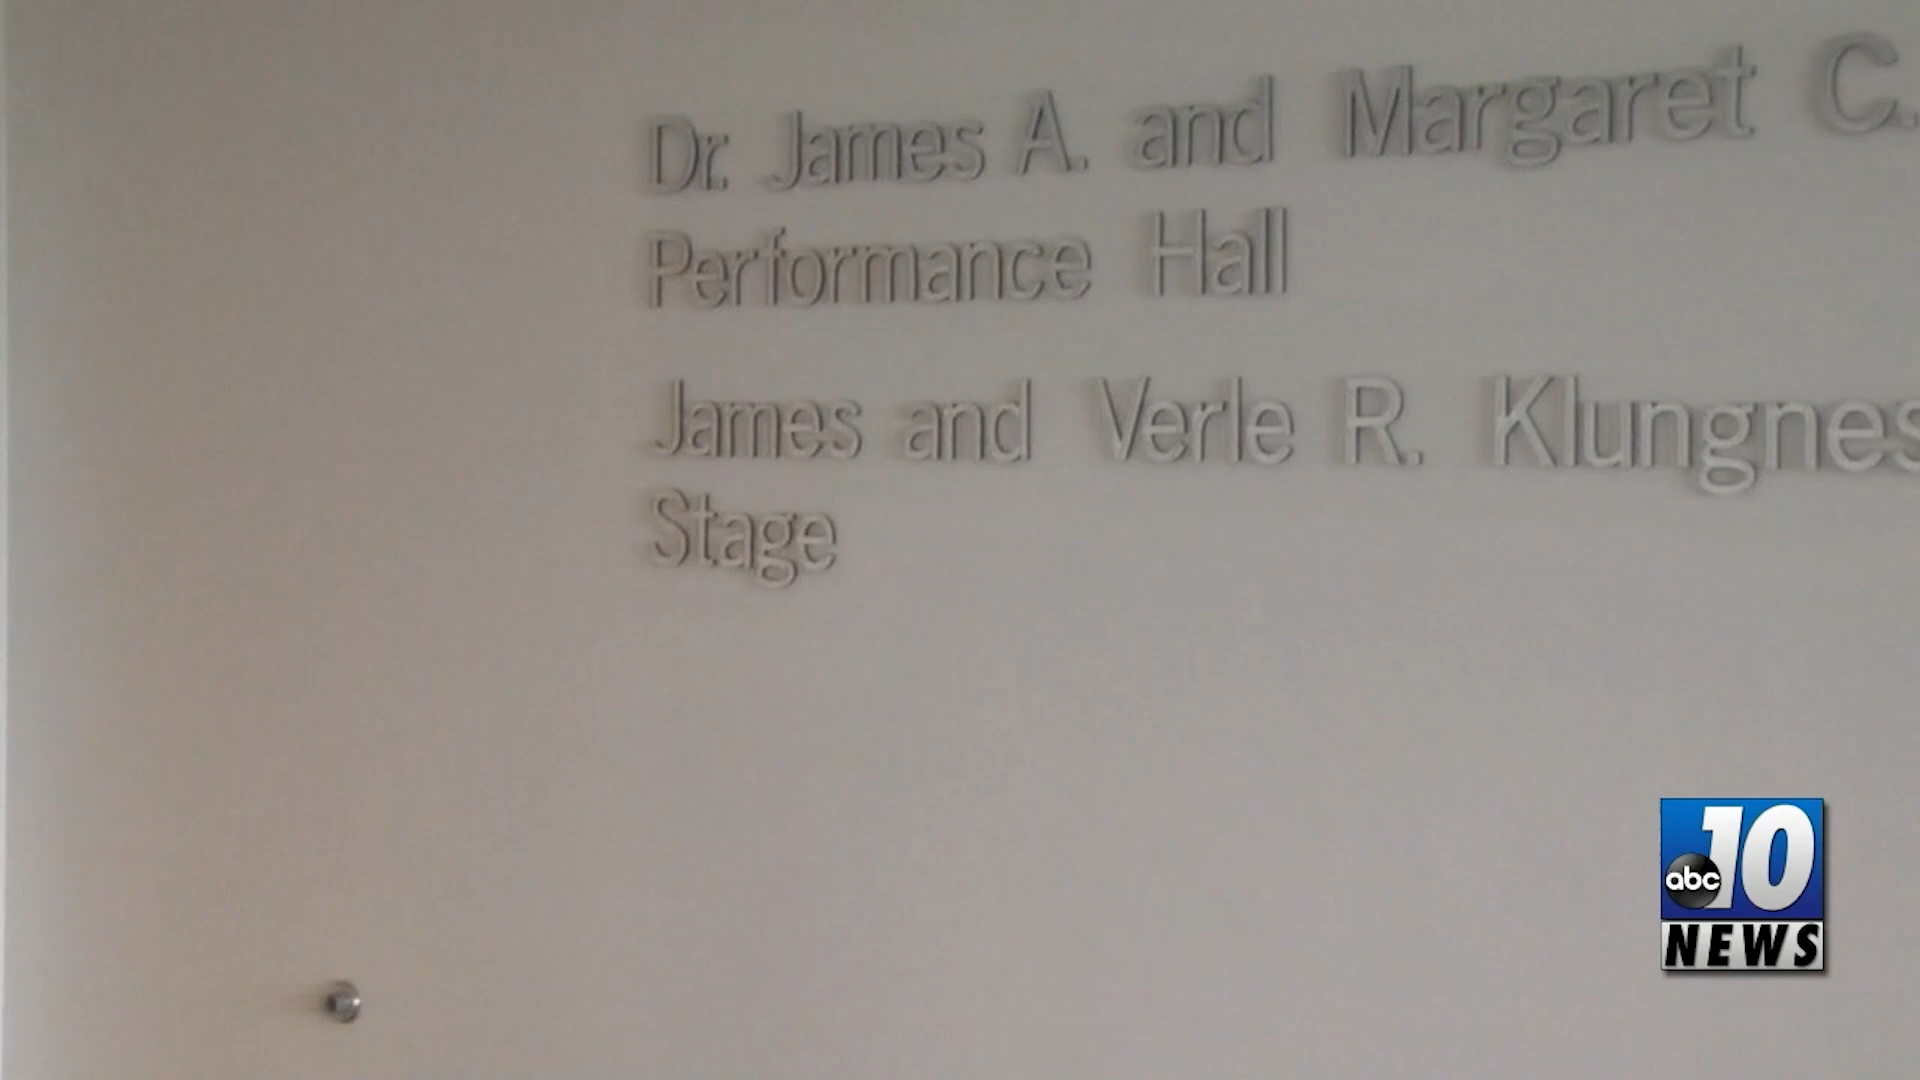 Dr. James A. and Margaret C.
Performance Hall
James and Verle R. Klungnes
Stage
abc 10
NEWS